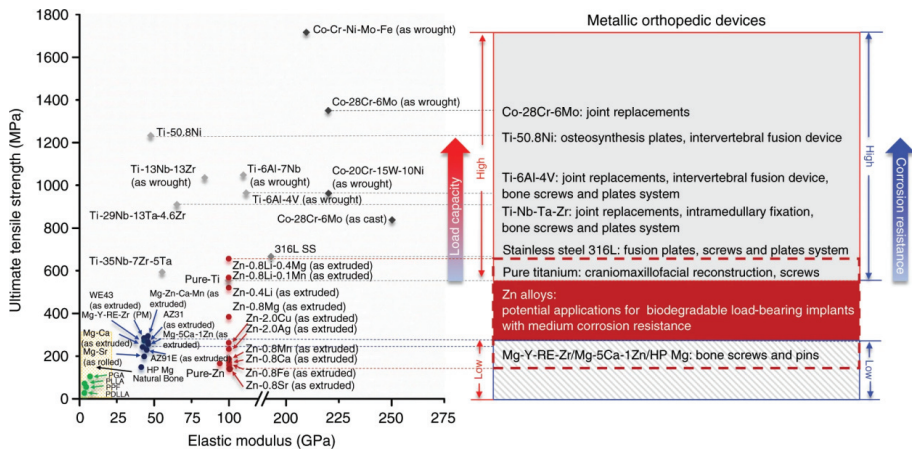 Metallic orthopedic devices
1800
1600
1400
1200
1000
800
600
400
200
0
Ultimate tensile strength (MPa)
0
25
50
75
100
200
225
250
275
Elastic modulus (GPa)
Co-Cr-Ni-Mo-Fe (as wrought)
Co-28Cr-6Mo (as wrought)
Ti-50.8Ni
Ti-13Nb-13Zr
(as wrought)
Ti-6Al-7Nb
(as wrought)
Co-20Cr-15W-10Ni
(as wrought)
Ti-6Al-4V (as wrought)
Ti-29Nb-13Ta-4.6Zr
Co-28Cr-6Mo (as cast)
316L SS
Ti-35Nb-7Zr-5Ta
Pure-Ti
Zn-0.8Li-0.4Mg (as extruded)
Zn-0.8Li-0.1Mn (as extruded)
Zn-0.4Li (as extruded)
Zn-0.8Mg (as extruded)
Zn-2.0Cu (as extruded)
Zn-2.0Ag (as extruded)
Zn-0.8Mn (as extruded)
Zn-0.8Ca (as extruded)
Zn-0.8Fe (as extruded)
Zn-0.8Sr (as extruded)
Pure-Zn
WE43
(as extruded)
Mg-Zn-Ca-Mn (as
extruded)
Mg-Y-RE-Zr (PM)
AZ31
(as extruded)
Mg-Ca
(as extruded)
Mg-5Ca-1Zn (as
extruded)
Mg-Sr
(as rolled)
AZ91E (as extruded)
HP Mg
Natural Bone
PGA
PLLA
PPF
PDLLA
Load capacity
High
Low
Co-28Cr-6Mo: joint replacements
Ti-50.8Ni: osteosynthesis plates, intervertebral fusion device
Ti-6Al-4V: joint replacements, intervertebral fusion device,
bone screws and plates system
Ti-Nb-Ta-Zr: joint replacements, intramedullary fixation,
bone screws and plates system
Stainless steel 316L: fusion plates, screws and plates system
Pure titanium: craniomaxillofacial reconstruction, screws
Zn alloys:
potential applications for biodegradable load-bearing implants
with medium corrosion resistance
Mg-Y-RE-Zr/Mg-5Ca-1Zn/HP Mg: bone screws and pins
High
Low
Corrosion resistance